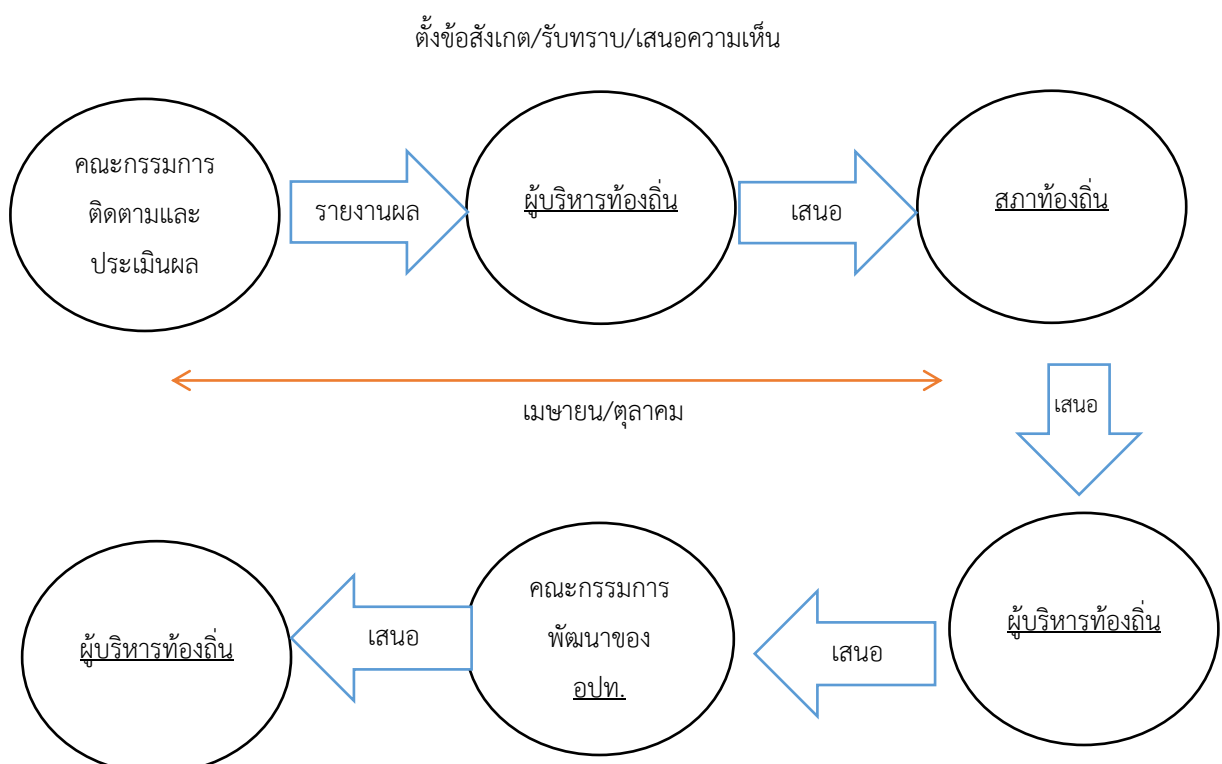 ตั้งข้อสังเกต/รับทราบ/เสนอความเห็น
คณะกรรมการ
ติดตามและ
ประเมินผล
รายงานผล
ผู้บริหารท้องถิ่น
เสนอ
สภาท้องถิ่น
เมษายน/ตุลาคม
เสนอ
ผู้บริหารท้องถิ่น
เสนอ
คณะกรรมการ
พัฒนาของ
อปท.
เสนอ
ผู้บริหารท้องถิ่น